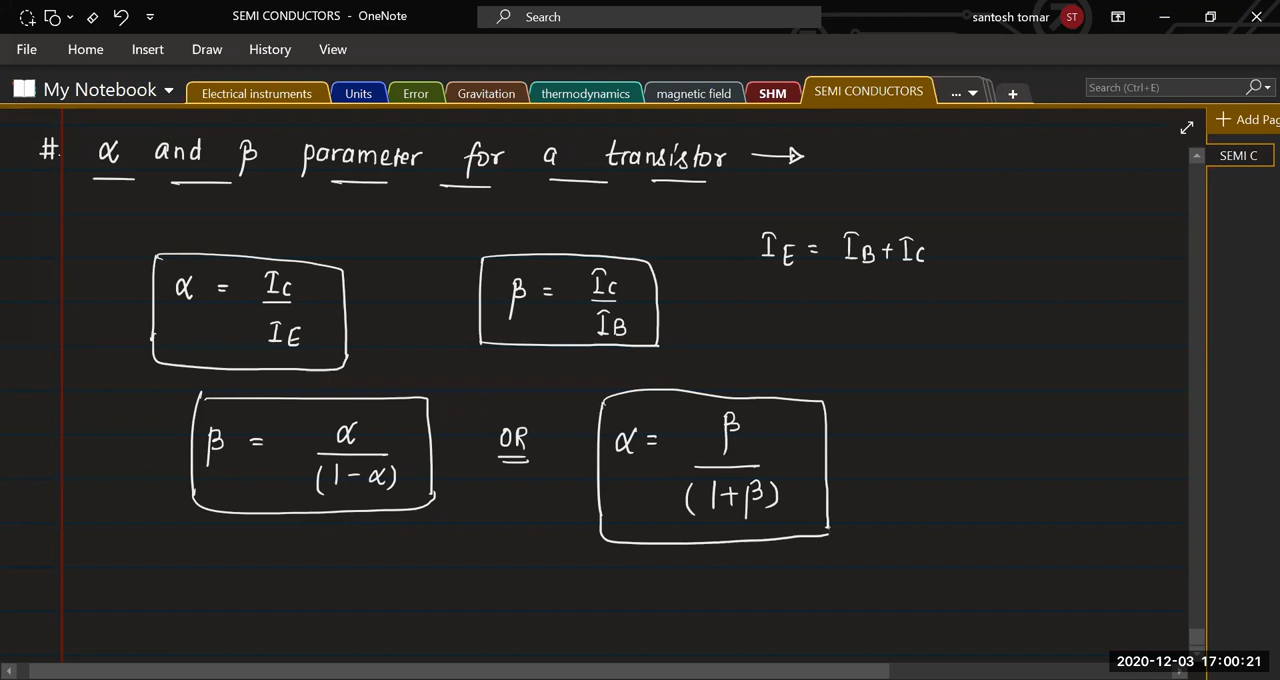 SEMI CONDUCTORS - OneNote
Search
santosh tomar
ST
File Home Insert Draw History View
My Notebook
Electrical instruments
Units
Error
Gravitation
thermodynamics
magnetic field
SHM
SEMI CONDUCTORS
...
Search (Ctrl+E)
Add Pag
SEMI C
# α and β parameter for a transistor →
I_E = I_B + I_C
α = I_C / I_E
β = I_C / I_B
β = α / (1 - α)
OR
α = β / (1 + β)
2020-12-03 17:00:21